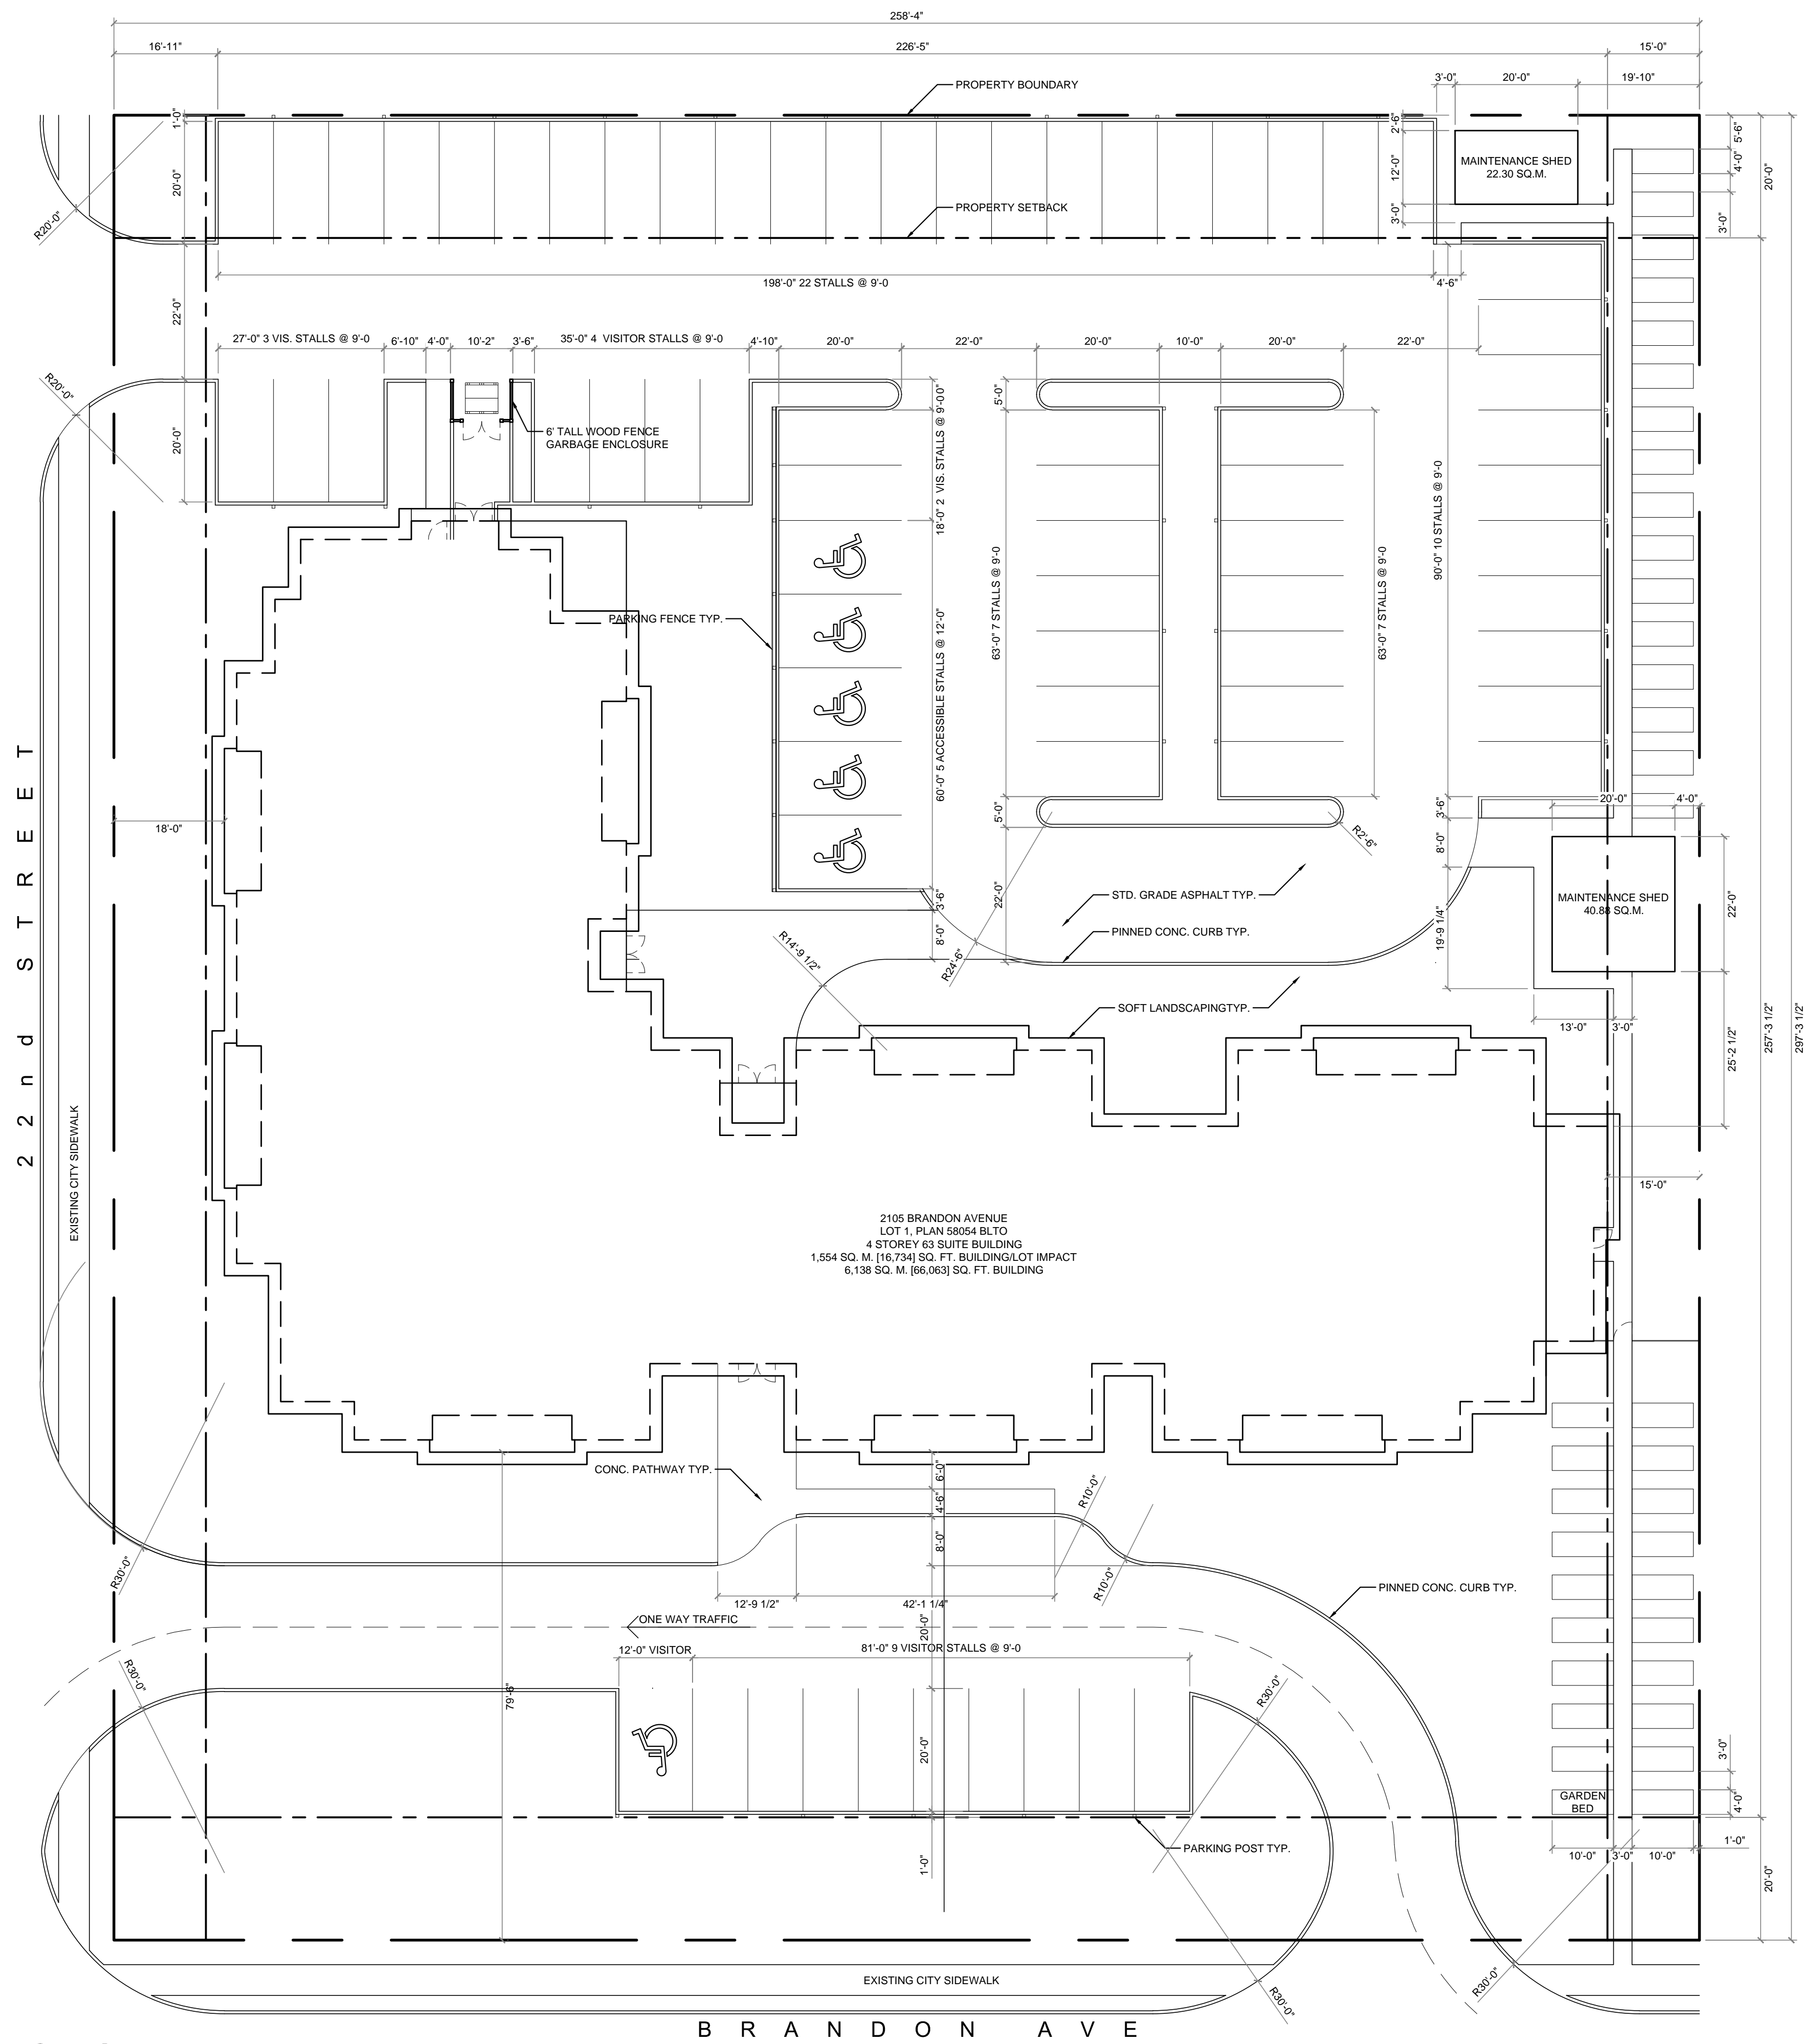 258'-4"
16'-11"
226'-5"
15'-0"
3'-0"
20'-0"
19'-10"
PROPERTY BOUNDARY
1'-0"
2'-6"
5'-6"
MAINTENANCE SHED
22.30 SQ.M.
12'-0"
4'-0"
20'-0"
20'-0"
R20'-0"
PROPERTY SETBACK
3'-0"
3'-0"
198'-0" 22 STALLS @ 9'-0
4'-6"
22'-0"
27'-0" 3 VIS. STALLS @ 9'-0
6'-10"
4'-0"
10'-2"
3'-6"
35'-0" 4 VISITOR STALLS @ 9'-0
4'-10"
20'-0"
22'-0"
20'-0"
10'-0"
20'-0"
22'-0"
R20'-0"
20'-0"
6' TALL WOOD FENCE
GARBAGE ENCLOSURE
18'-0" 2 VIS. STALLS @ 9'-0
5'-0"
90'-0" 10 STALLS @ 9'-0
63'-0" 7 STALLS @ 9'-0
63'-0" 7 STALLS @ 9'-0
PARKING FENCE TYP.
60'-0" 5 ACCESSIBLE STALLS @ 12'-0"
5'-0"
R2'-6"
3'-6"
20'-0"
4'-0"
8'-0"
18'-0"
MAINTENANCE SHED
40.88 SQ.M.
22'-0"
STD. GRADE ASPHALT TYP.
3'-6"
22'-0"
PINNED CONC. CURB TYP.
19'-9 1/4"
8'-0"
R14'-9 1/2"
R24'-6"
SOFT LANDSCAPINGTYP.
13'-0"
3'-0"
25'-2 1/2"
257'-3 1/2"
297'-3 1/2"
22nd STREET
EXISTING CITY SIDEWALK
15'-0"
2105 BRANDON AVENUE
LOT 1, PLAN 58054 BLTO
4 STOREY 63 SUITE BUILDING
1,554 SQ. M. [16,734] SQ. FT. BUILDING/LOT IMPACT
6,138 SQ. M. [66,063] SQ. FT. BUILDING
CONC. PATHWAY TYP.
6'-0"
4'-6"
8'-0"
R10'-0"
R10'-0"
R30'-0"
12'-9 1/2"
42'-1 1/4"
PINNED CONC. CURB TYP.
ONE WAY TRAFFIC
20'-0"
12'-0" VISITOR
81'-0" 9 VISITOR STALLS @ 9'-0
R30'-0"
79'-6"
R30'-0"
20'-0"
3'-0"
GARDEN
BED
4'-0"
PARKING POST TYP.
1'-0"
10'-0"
3'-0"
10'-0"
1'-0"
20'-0"
EXISTING CITY SIDEWALK
R30'-0"
R30'-0"
BRANDON AVE